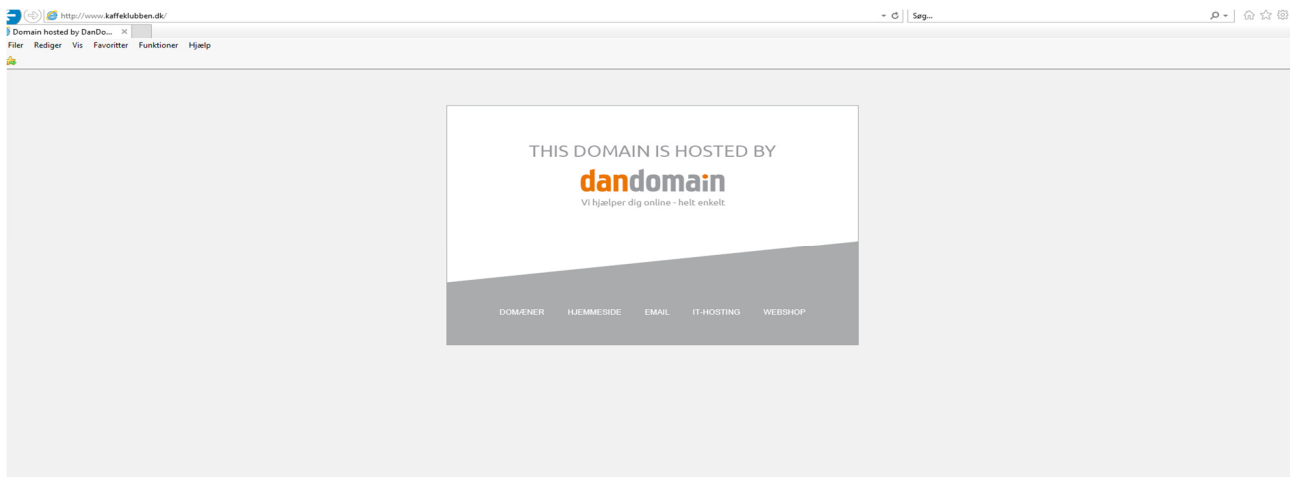 http://www.kaffeklubben.dk/
Søg...
Domain hosted by DanDo...
Filer Rediger Vis Favoritter Funktioner Hjælp
THIS DOMAIN IS HOSTED BY
dandomain
Vi hjælper dig online - helt enkelt
DOMÆNER HJEMMESIDE EMAIL IT-HOSTING WEBSHOP